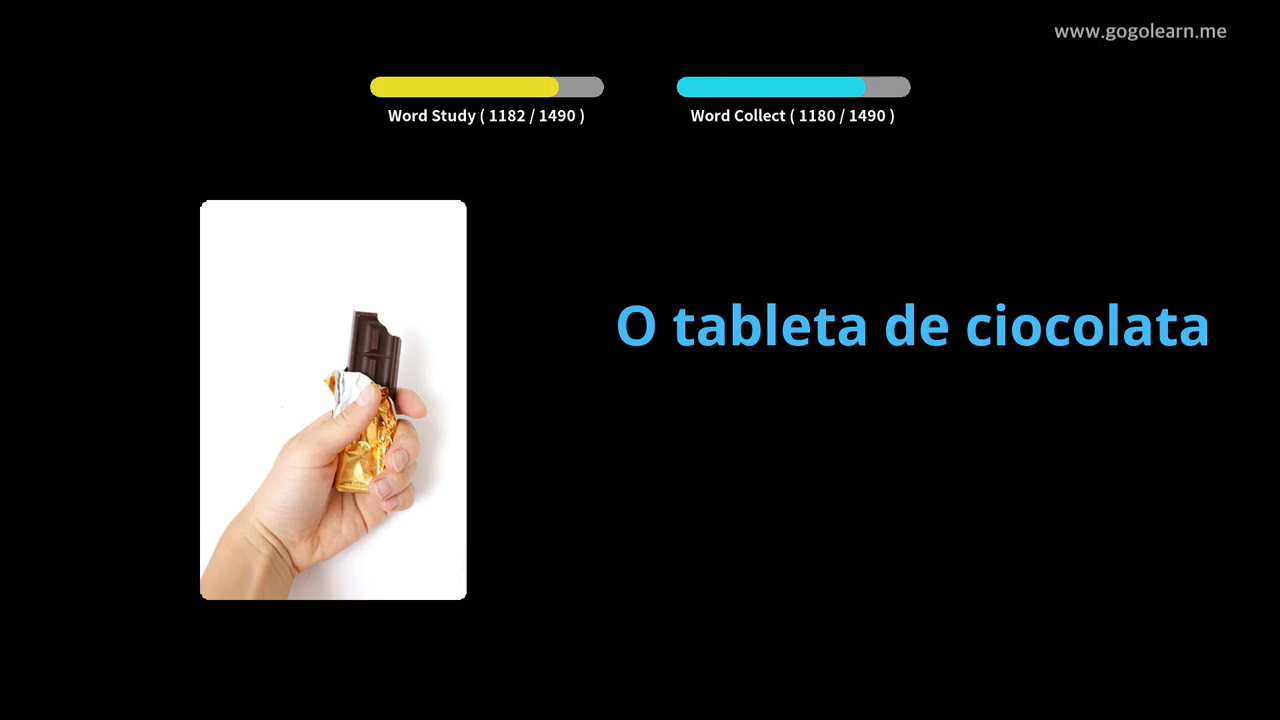 www.gogolearn.me
Word Study ( 1182 / 1490 )
Word Collect ( 1180 / 1490 )
O tableta de ciocolata